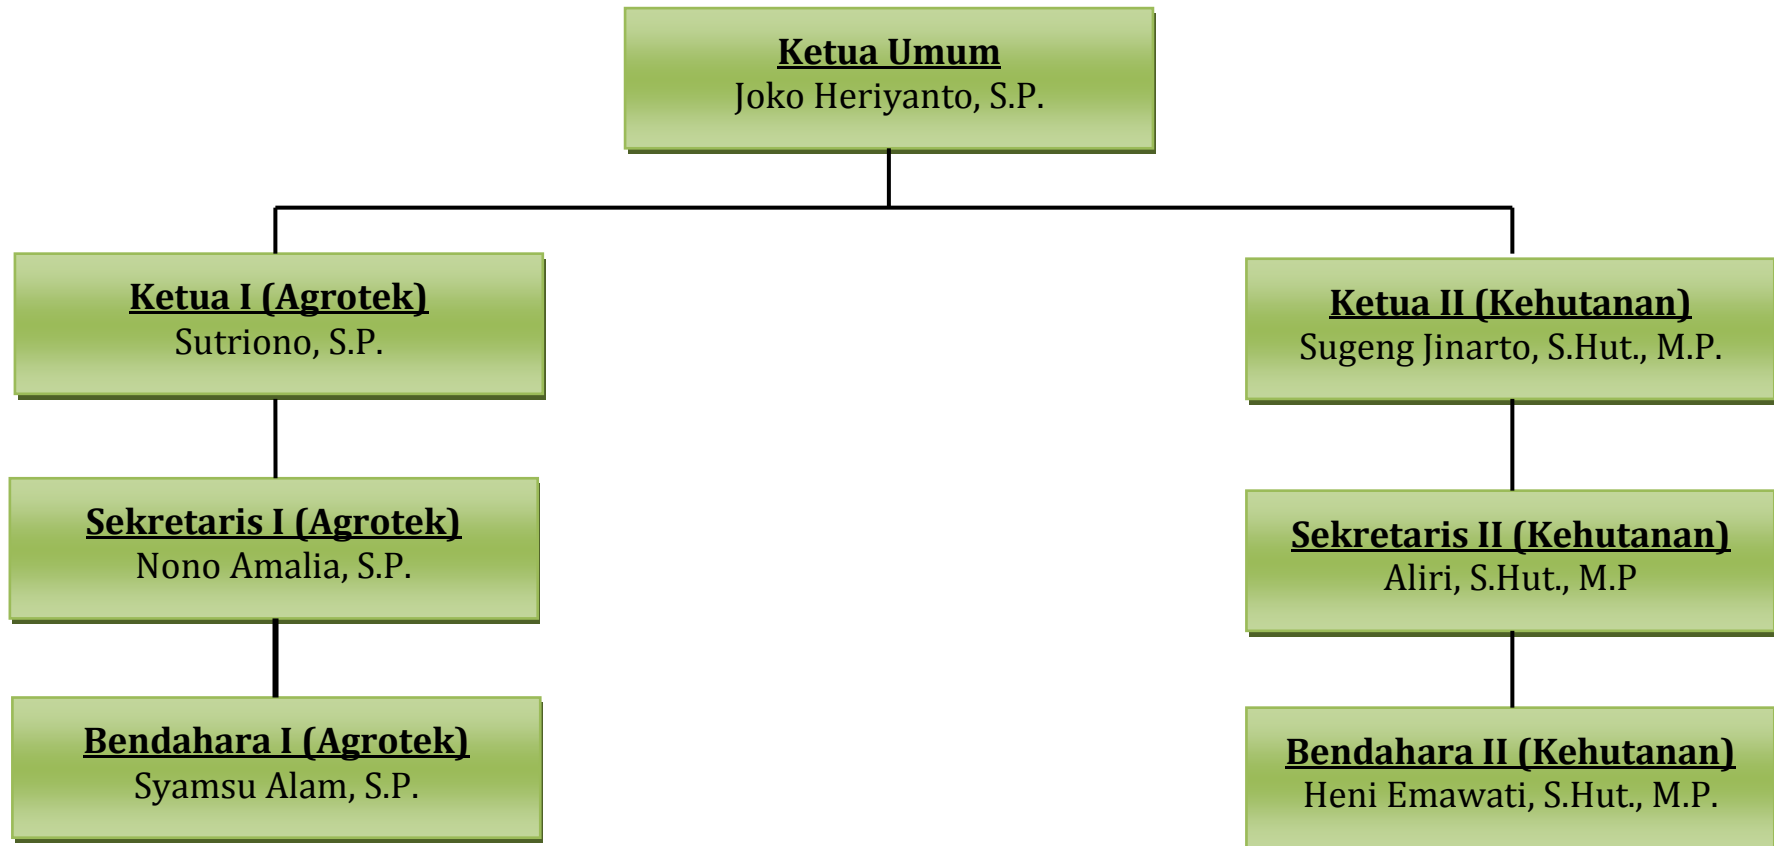 Ketua Umum
Joko Heriyanto, S.P.
Ketua I (Agrotek)
Sutriono, S.P.
Ketua II (Kehutanan)
Sugeng Jinarto, S.Hut., M.P.
Sekretaris I (Agrotek)
Nono Amalia, S.P.
Sekretaris II (Kehutanan)
Aliri, S.Hut., M.P
Bendahara I (Agrotek)
Syamsu Alam, S.P.
Bendahara II (Kehutanan)
Heni Emawati, S.Hut., M.P.